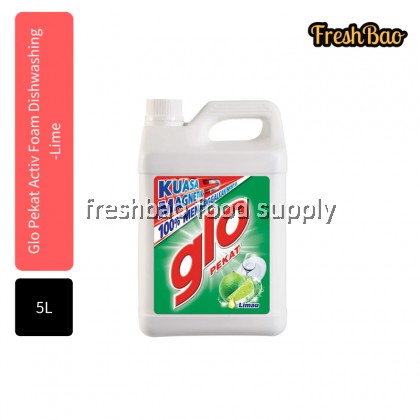 FreshBao
Glo Pekat Activ Foam Dishwashing
-Lime
5L
KUASA
MAGNETIK
100%
glo
PEKAT
Limau
freshbao food supply